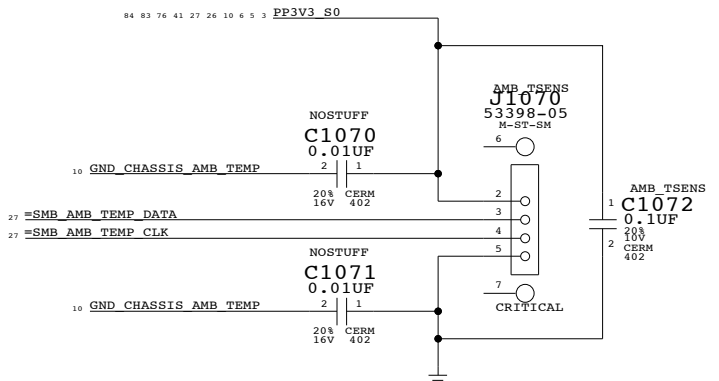 84 83 76 41 27 26 10 6 5 3 PP3V3_S0
AMB_TSENS
J1070
53398-05
M-ST-SM
6
NOSTUFF
C1070
0.01UF
10 GND_CHASSIS_AMB_TEMP 2 1
20% CERM
16V 402
2
27 =SMB_AMB_TEMP_DATA 3
27 =SMB_AMB_TEMP_CLK 4
5
AMB_TSENS
1 C1072
0.1UF
20%
10V
2 CERM
402
NOSTUFF
C1071
0.01UF
10 GND_CHASSIS_AMB_TEMP 2 1
20% CERM
16V 402
7
CRITICAL